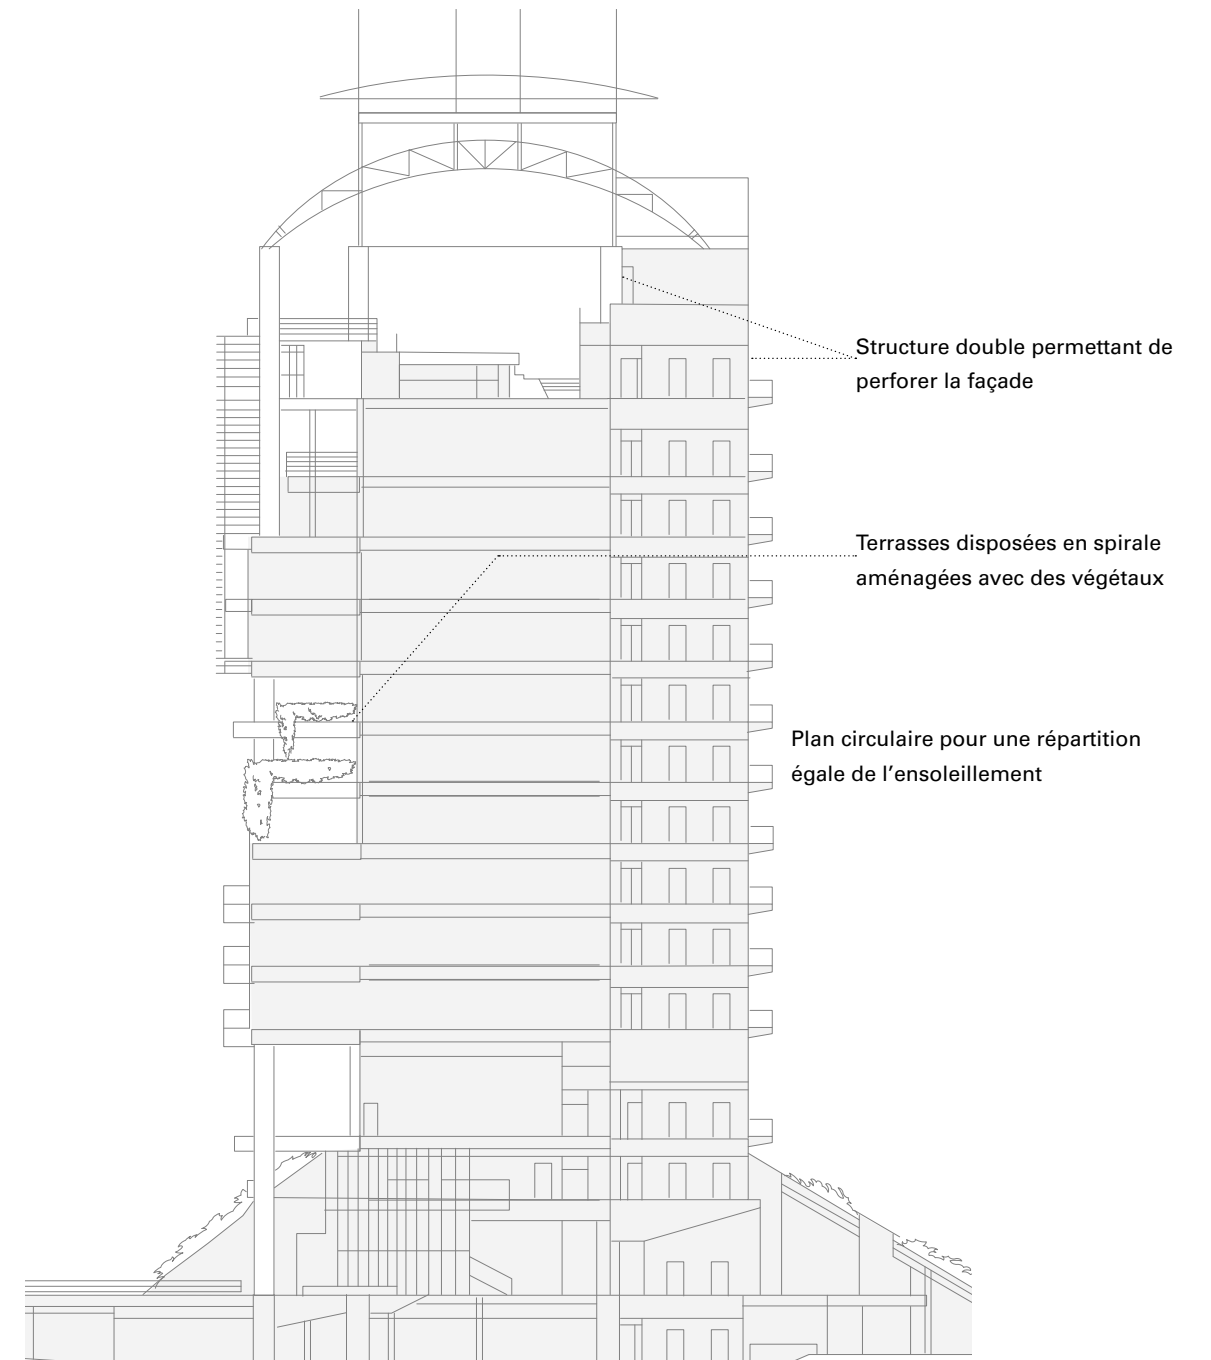 Structure double permettant de
perforer la façade
Terrasses disposées en spirale
aménagées avec des végétaux
Plan circulaire pour une répartition
égale de l’ensoleillement